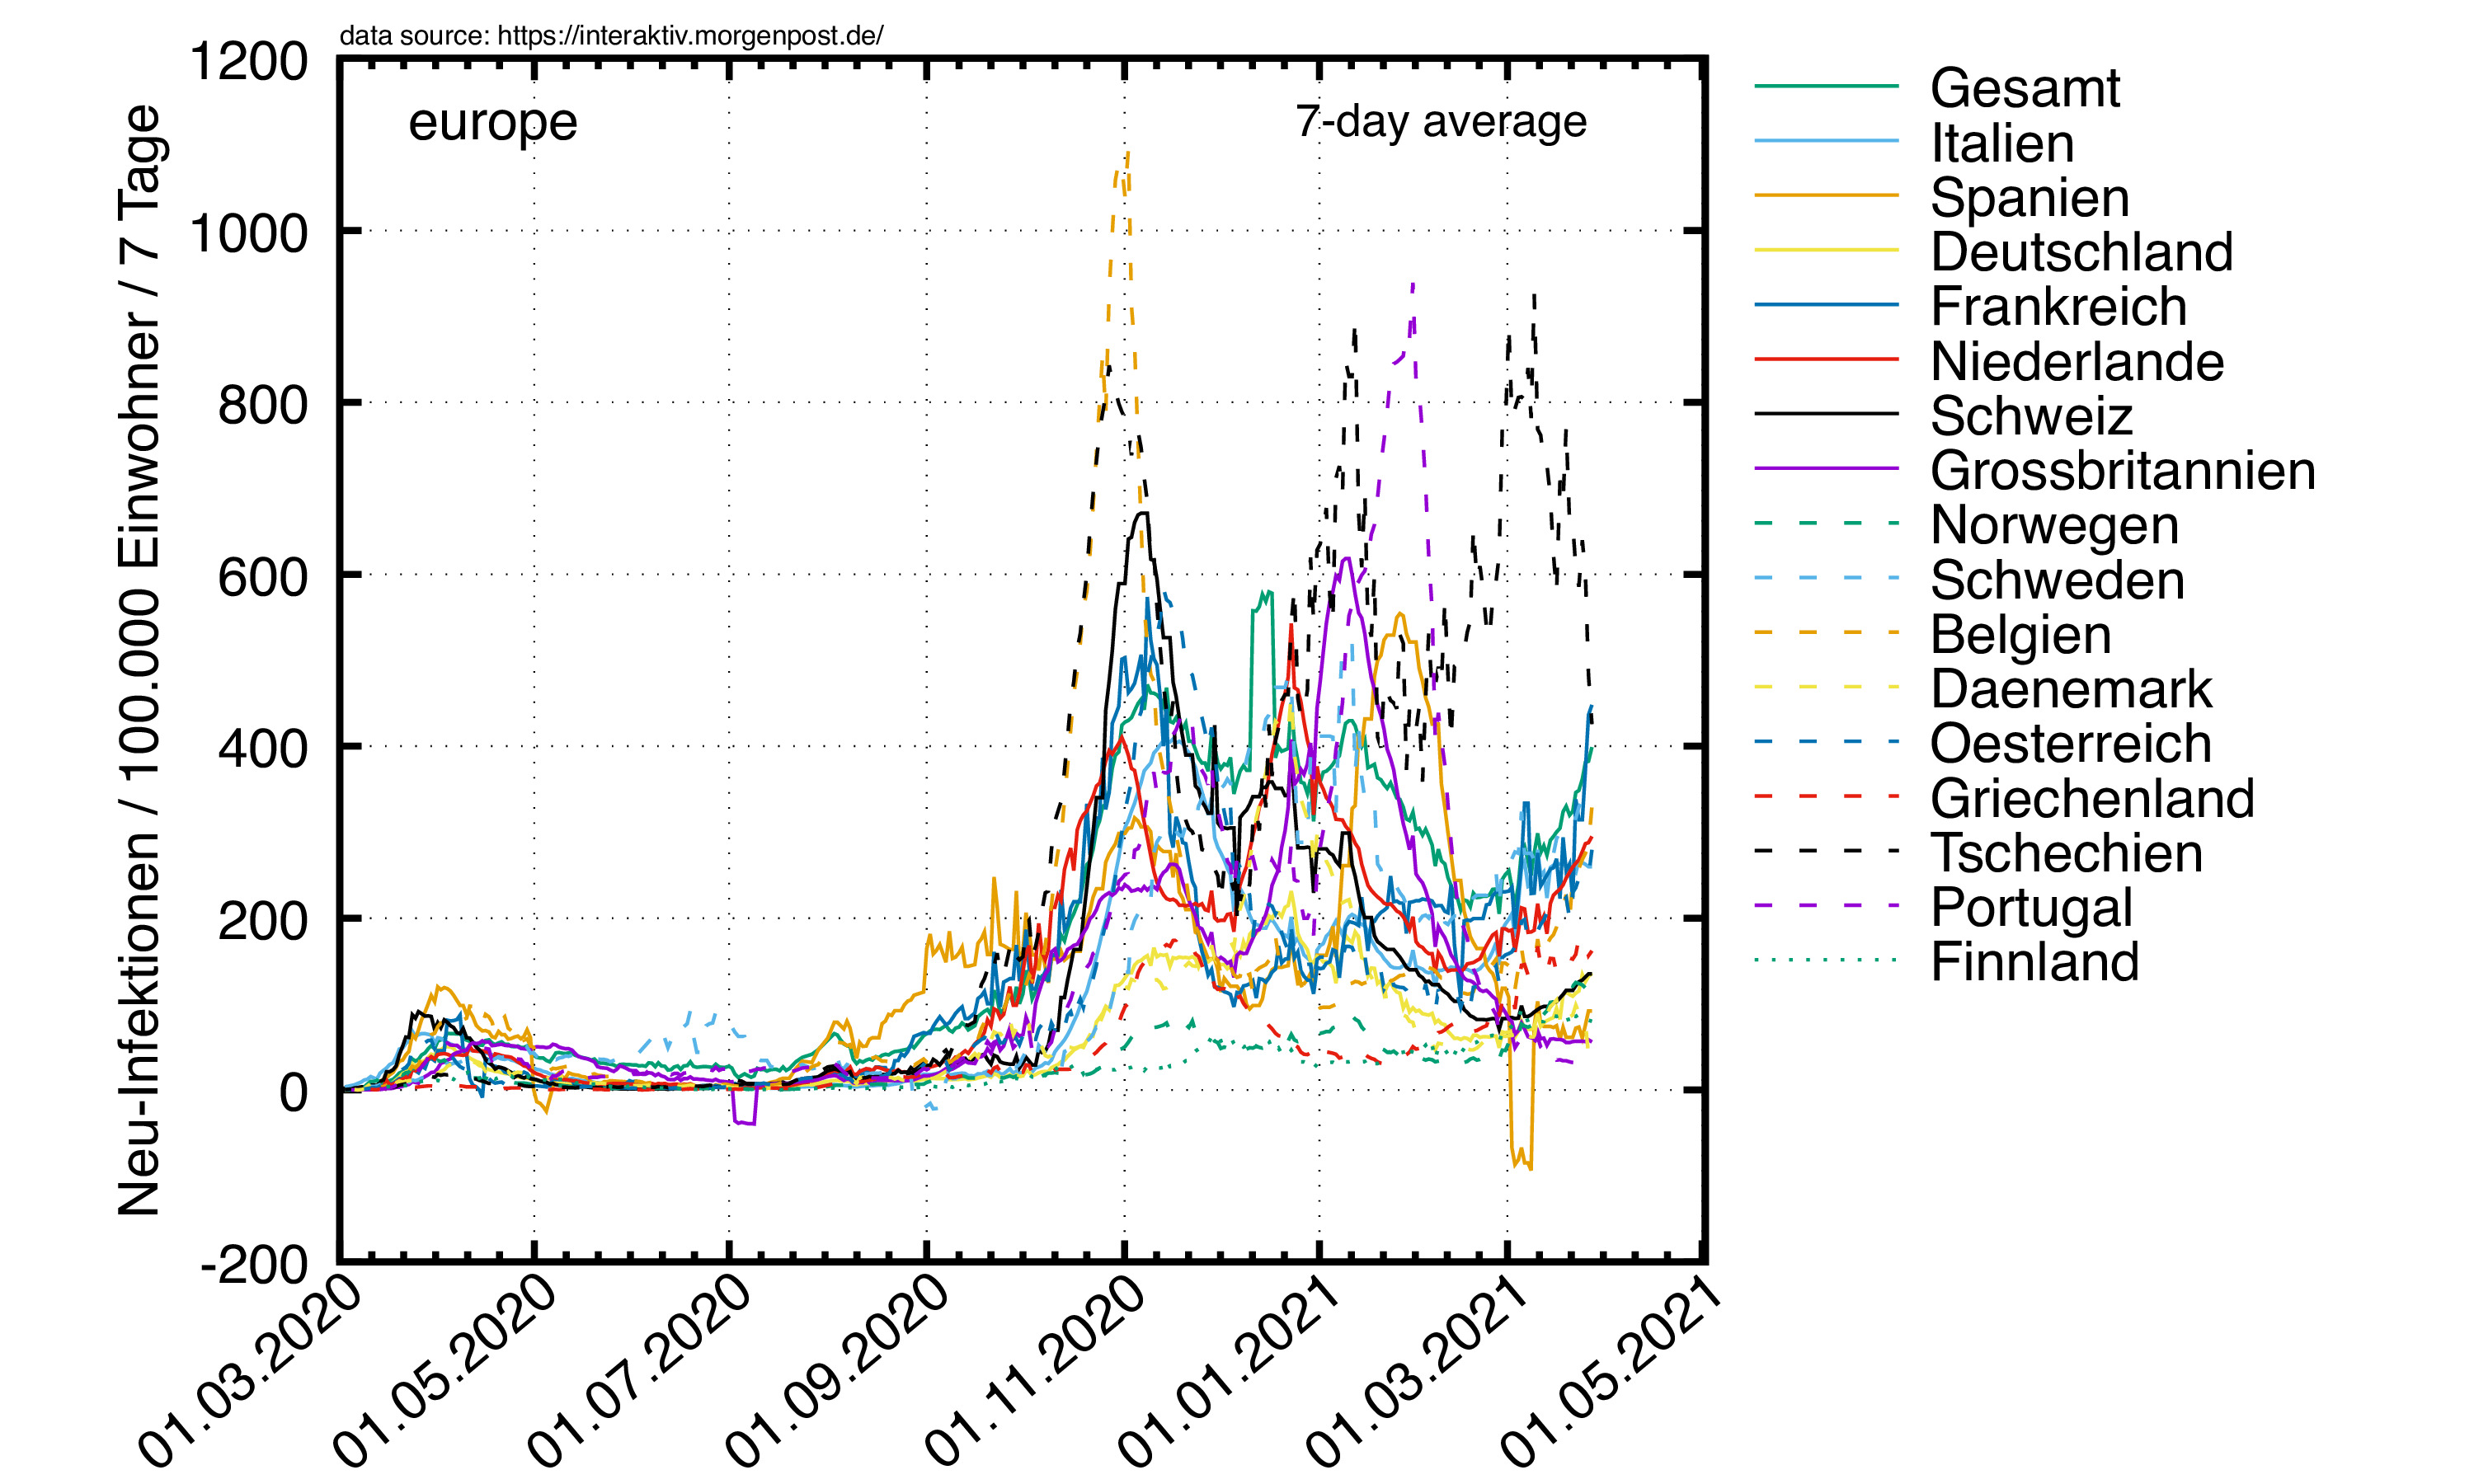 data source: https://interaktiv.morgenpost.de/
europe
7-day average
Neu-Infektionen / 100.000 Einwohner / 7 Tage
1200
1000
800
600
400
200
0
-200
01.03.2020
01.05.2020
01.07.2020
01.09.2020
01.11.2020
01.01.2021
01.03.2021
01.05.2021
Gesamt
Italien
Spanien
Deutschland
Frankreich
Niederlande
Schweiz
Grossbritannien
Norwegen
Schweden
Belgien
Daenemark
Oesterreich
Griechenland
Tschechien
Portugal
Finnland